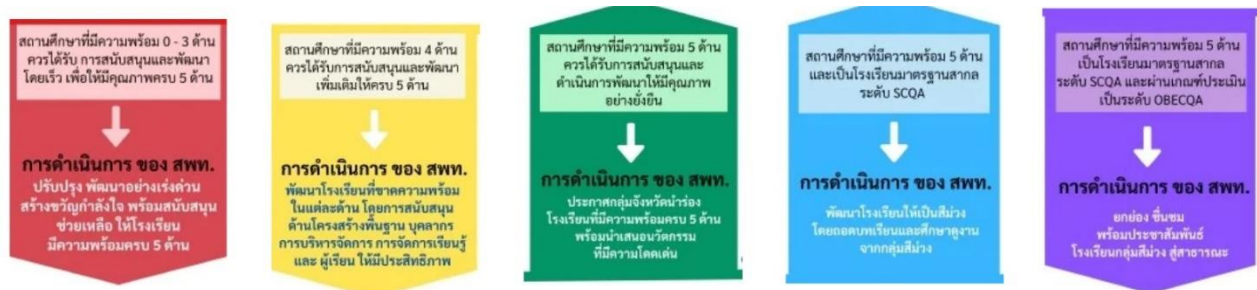 สถานศึกษาที่มีความพร้อม 0 - 3 ด้าน
ควรได้รับ การสนับสนุนและพัฒนา
โดยเร็ว เพื่อให้มีคุณภาพครบ 5 ด้าน
การดำเนินการ ของ สพท.
ปรับปรุง พัฒนาอย่างเร่งด่วน
สร้างขวัญกำลังใจ พร้อมสนับสนุน
ช่วยเหลือ ให้โรงเรียน
มีความพร้อมครบ 5 ด้าน
สถานศึกษาที่มีความพร้อม 4 ด้าน
ควรได้รับการสนับสนุนและพัฒนา
เพิ่มเติมให้ครบ 5 ด้าน
การดำเนินการ ของ สพท.
พัฒนาโรงเรียนที่ขาดความพร้อม
ในแต่ละด้าน โดยการสนับสนุน
ด้านโครงสร้างพื้นฐาน บุคลากร
การบริหารจัดการ การจัดการเรียนรู้
และ ผู้เรียน ให้มีประสิทธิภาพ
สถานศึกษาที่มีความพร้อม 5 ด้าน
ควรได้รับการสนับสนุนและ
ดำเนินการพัฒนาให้มีคุณภาพ
อย่างยั่งยืน
การดำเนินการ ของ สพท.
ประกาศกลุ่มจังหวัดนำร่อง
โรงเรียนที่มีความพร้อมครบ 5 ด้าน
พร้อมนำเสนอนวัตกรรม
ที่มีความโดดเด่น
สถานศึกษาที่มีความพร้อม 5 ด้าน
และเป็นโรงเรียนมาตรฐานสากล
ระดับ SCQA
การดำเนินการ ของ สพท.
พัฒนาโรงเรียนให้เป็นสีม่วง
โดยถอดบทเรียนและศึกษาดูงาน
จากกลุ่มสีม่วง
สถานศึกษาที่มีความพร้อม 5 ด้าน
เป็นโรงเรียนมาตรฐานสากล
ระดับ SCQA และผ่านเกณฑ์ประเมิน
เป็นระดับ OBECQA
การดำเนินการ ของ สพท.
ยกย่อง ชื่นชม
พร้อมประชาสัมพันธ์
โรงเรียนกลุ่มสีม่วง สู่สาธารณะ